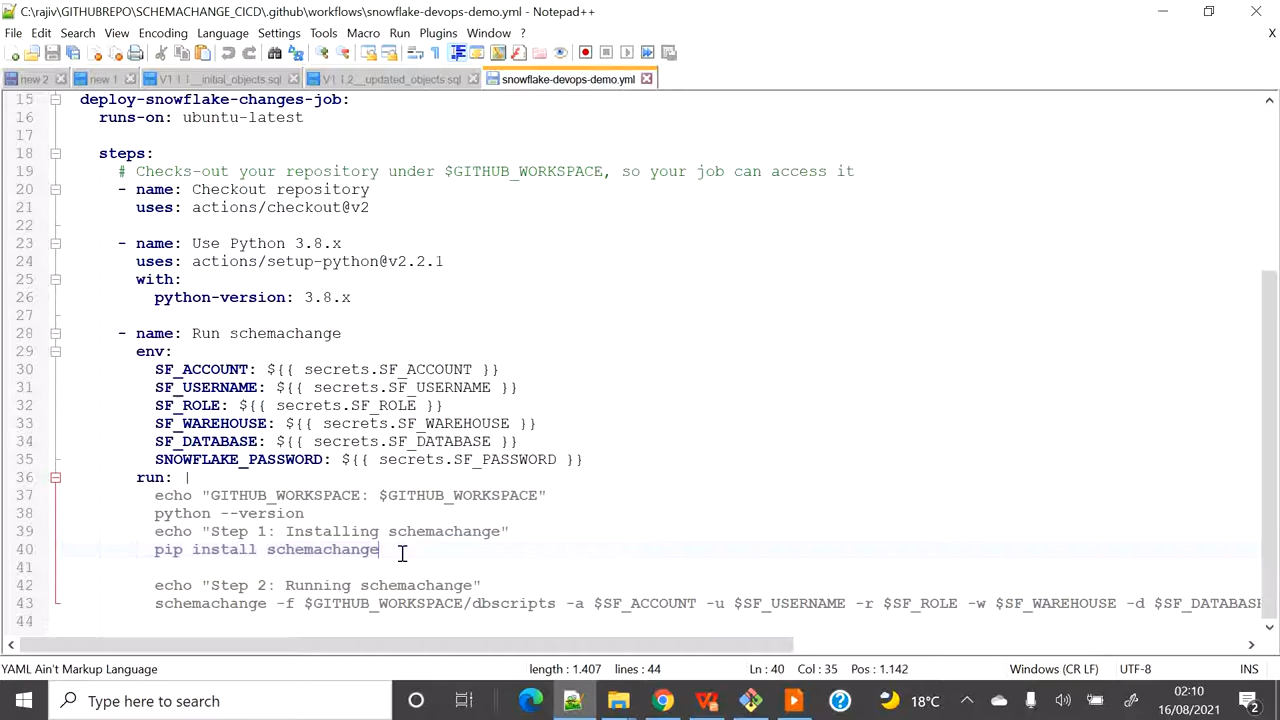 C:\rajiv\GITHUBREPO\SCHEMACHANGE_CICD\.github\workflows\snowflake-devops-demo.yml - Notepad++
File Edit Search View Encoding Language Settings Tools Macro Run Plugins Window ? X
new 2 new 1 V1.1.1__initial_objects.sql V1.1.2__updated_objects.sql snowflake-devops-demo.yml
15 deploy-snowflake-changes-job:
16 runs-on: ubuntu-latest
17
18 steps:
19 # Checks-out your repository under $GITHUB_WORKSPACE, so your job can access it
20 - name: Checkout repository
21 uses: actions/checkout@v2
22
23 - name: Use Python 3.8.x
24 uses: actions/setup-python@v2.2.1
25 with:
26 python-version: 3.8.x
27
28 - name: Run schemachange
29 env:
30 SF_ACCOUNT: ${{ secrets.SF_ACCOUNT }}
31 SF_USERNAME: ${{ secrets.SF_USERNAME }}
32 SF_ROLE: ${{ secrets.SF_ROLE }}
33 SF_WAREHOUSE: ${{ secrets.SF_WAREHOUSE }}
34 SF_DATABASE: ${{ secrets.SF_DATABASE }}
35 SNOWFLAKE_PASSWORD: ${{ secrets.SF_PASSWORD }}
36 run: |
37 echo "GITHUB_WORKSPACE: $GITHUB_WORKSPACE"
38 python --version
39 echo "Step 1: Installing schemachange"
40 pip install schemachange
41
42 echo "Step 2: Running schemachange"
43 schemachange -f $GITHUB_WORKSPACE/dbscripts -a $SF_ACCOUNT -u $SF_USERNAME -r $SF_ROLE -w $SF_WAREHOUSE -d $SF_DATABASE
44
YAML Ain't Markup Language length : 1.407 lines : 44 Ln : 40 Col : 35 Pos : 1.142 Windows (CR LF) UTF-8 INS
Type here to search 18°C 02:10
16/08/2021 2